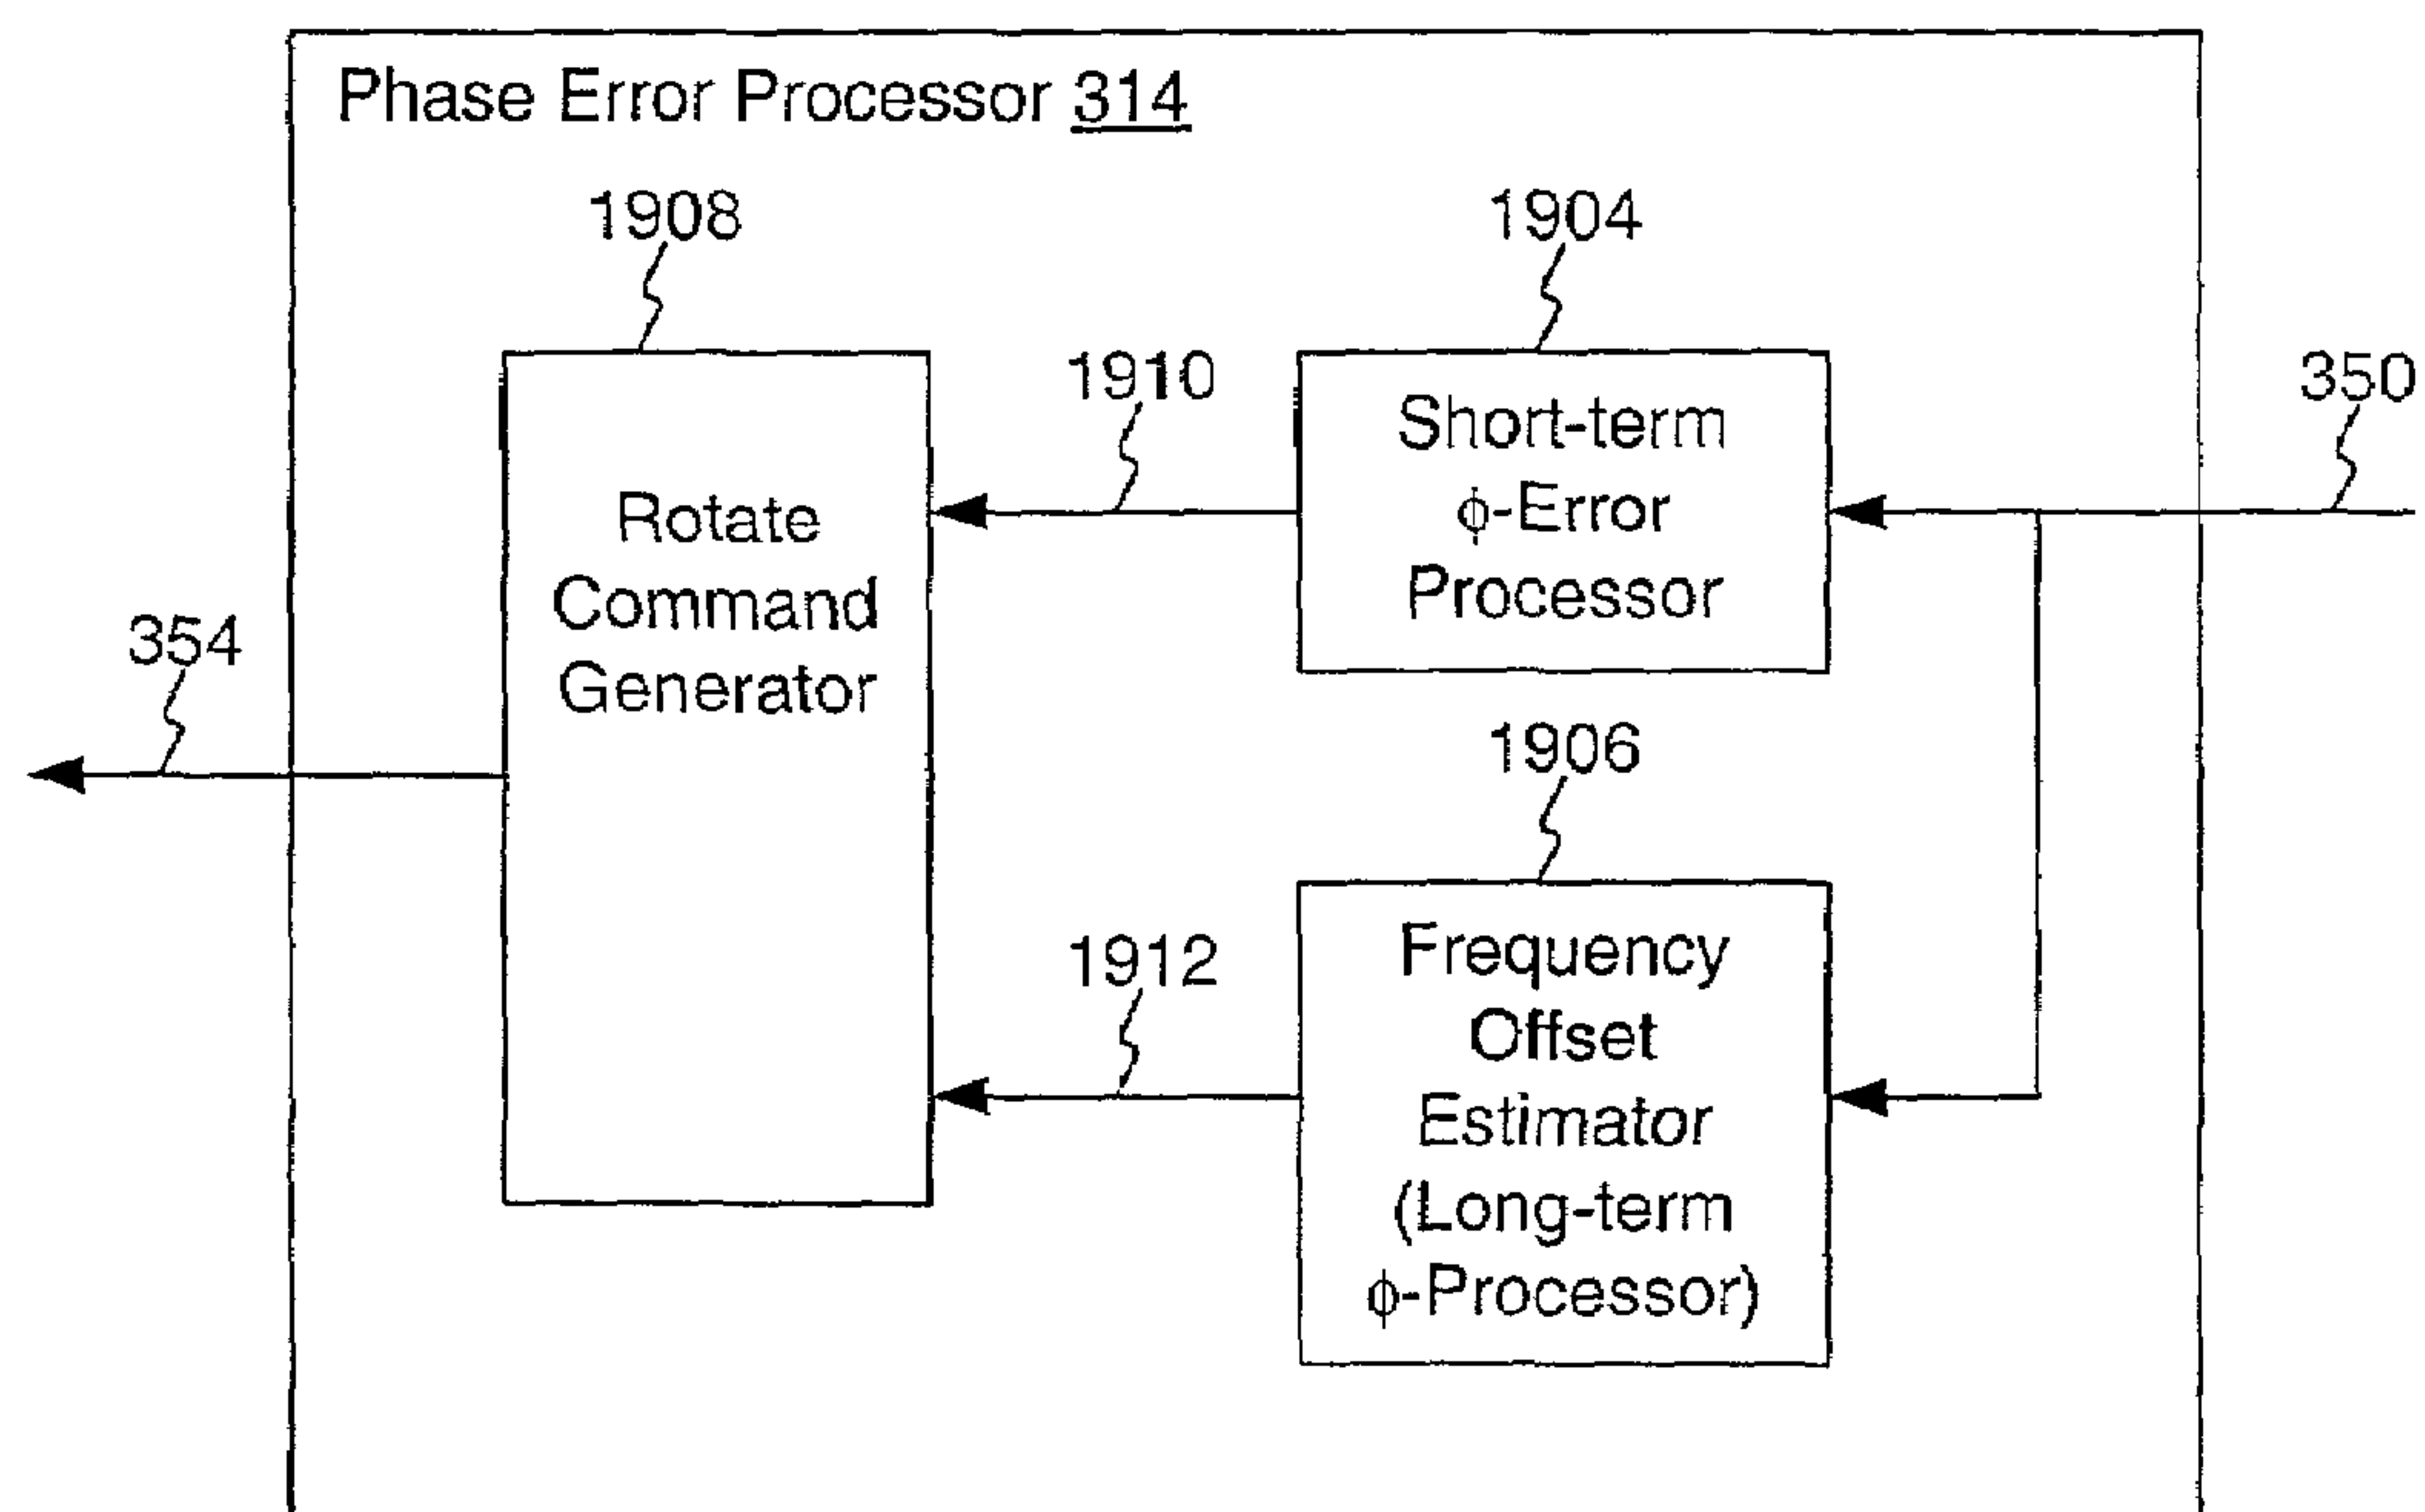 Phase Error Processor 314
1908
1904
1910
350
Short-term
ϕ-Error
Processor
Rotate
Command
Generator
354
1906
1912
Frequency
Offset
Estimator
(Long-term
ϕ-Processor)